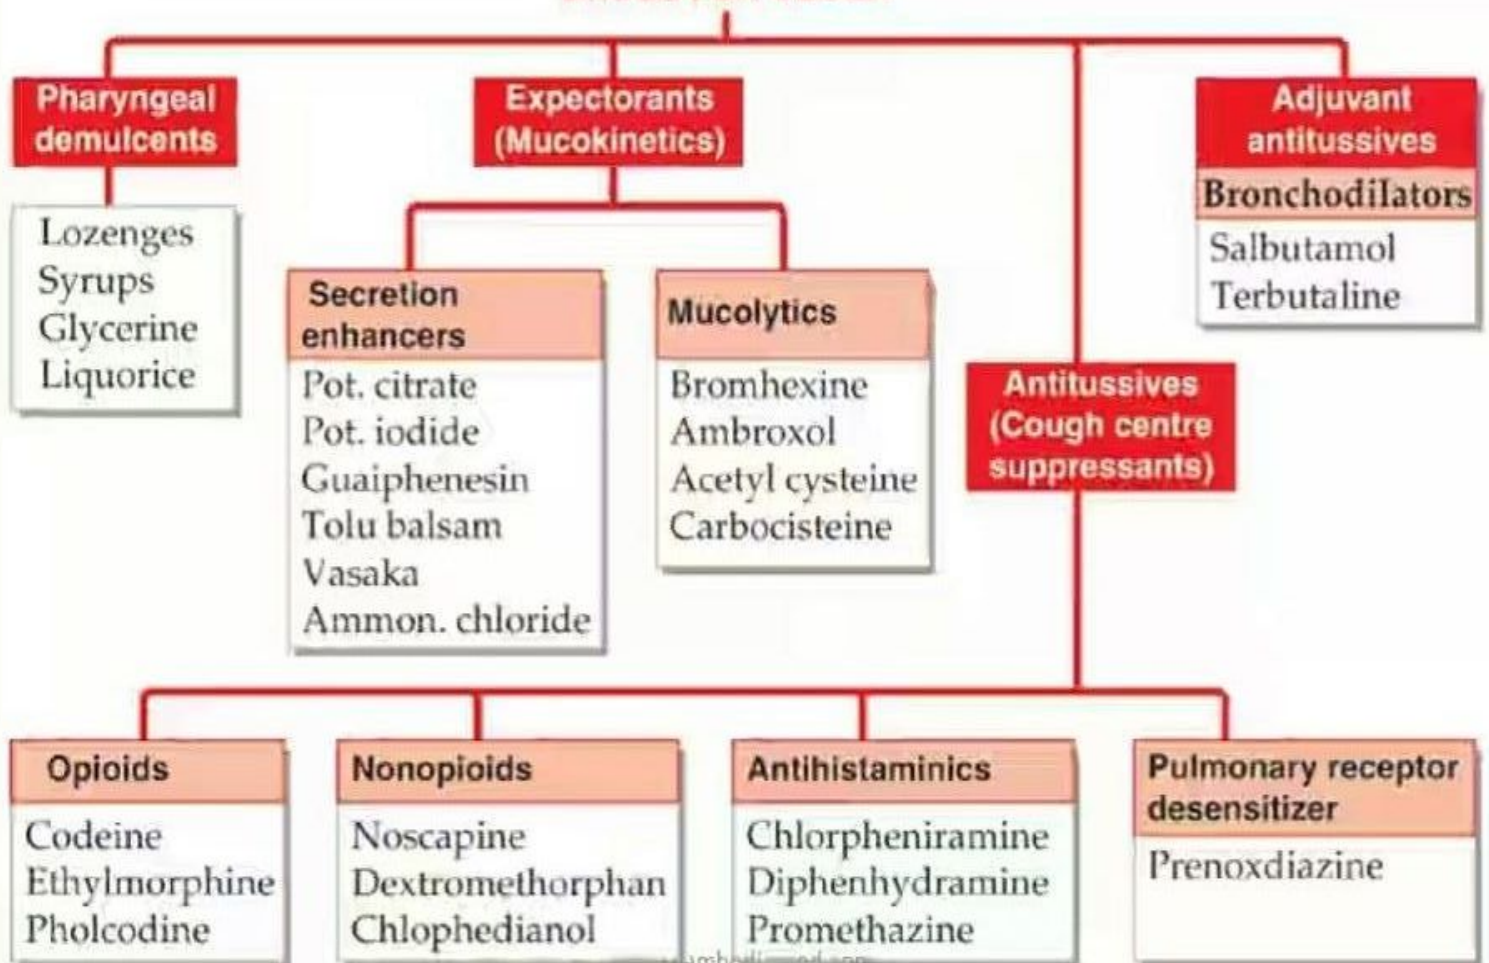 Pharyngeal
demulcents
Lozenges
Syrups
Glycerine
Liquorice
Expectorants
(Mucokinetics)
Secretion
enhancers
Pot. citrate
Pot. iodide
Guaiphenesin
Tolu balsam
Vasaka
Ammon. chloride
Mucolytics
Bromhexine
Ambroxol
Acetyl cysteine
Carbocisteine
Antitussives
(Cough centre
suppressants)
Adjuvant
antitussives
Bronchodilators
Salbutamol
Terbutaline
Opioids
Codeine
Ethylmorphine
Pholcodine
Nonopioids
Noscapine
Dextromethorphan
Chlophedianol
Antihistaminics
Chlorpheniramine
Diphenhydramine
Promethazine
Pulmonary receptor
desensitizer
Prenoxdiazine